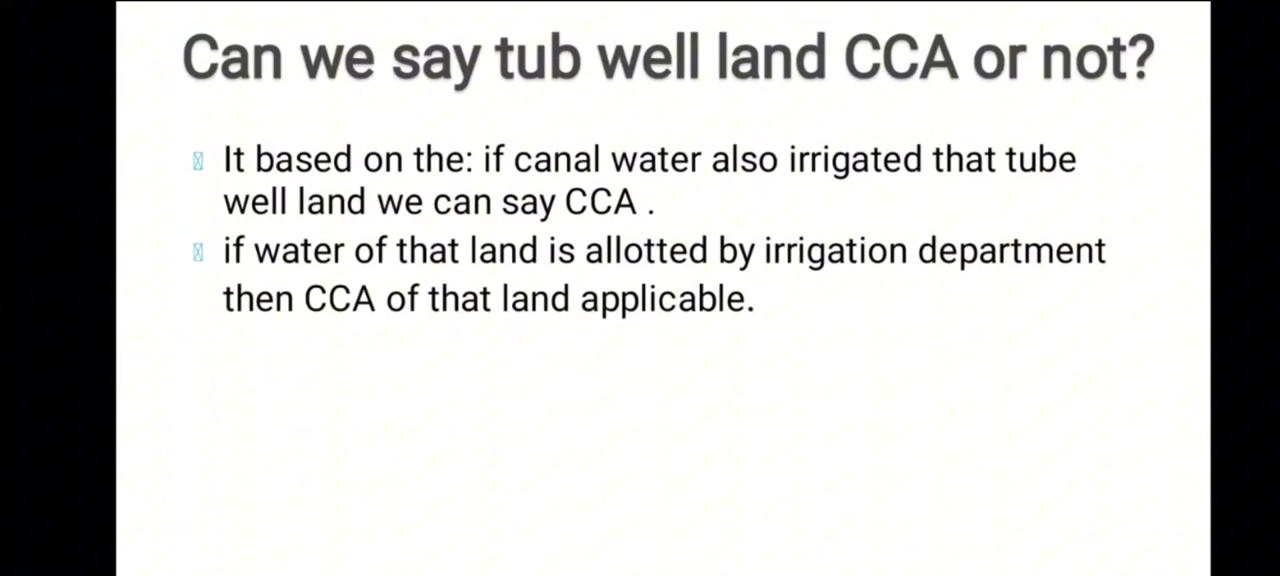 Can we say tub well land CCA or not?
It based on the: if canal water also irrigated that tube
well land we can say CCA .
if water of that land is allotted by irrigation department
then CCA of that land applicable.